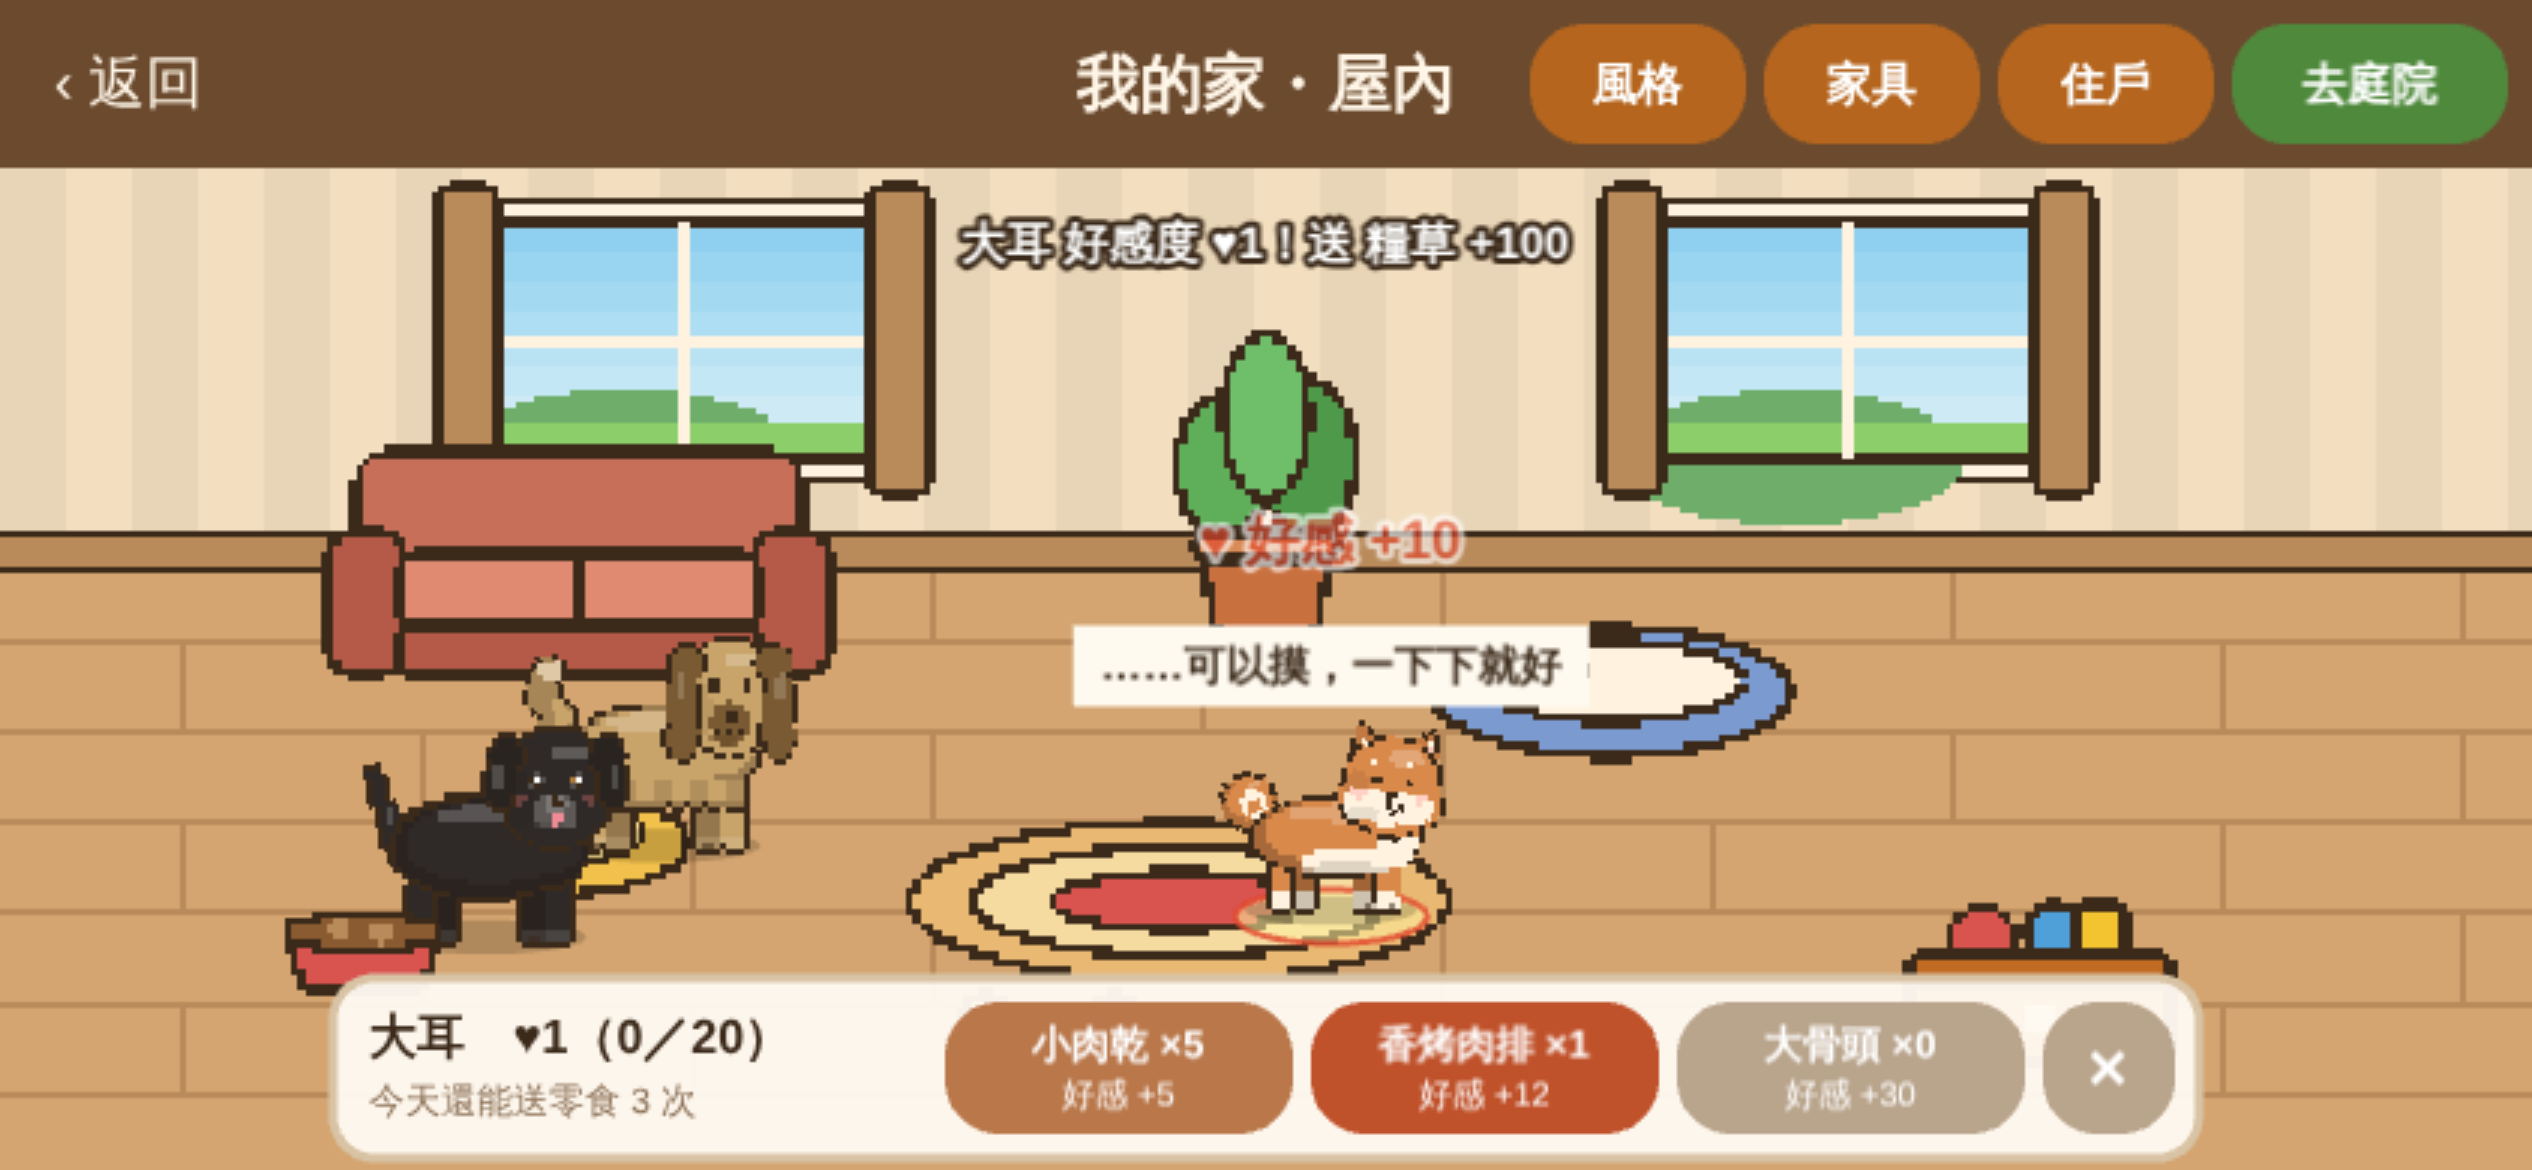 ‹ 返回
我的家・屋內
風格
家具
住戶
去庭院
大耳 好感度 ♥1！送 糧草 +100
♥ 好感 +10
……可以摸，一下下就好
大耳 ♥1（0／20）
今天還能送零食 3 次
小肉乾 ×5
好感 +5
香烤肉排 ×1
好感 +12
大骨頭 ×0
好感 +30
×